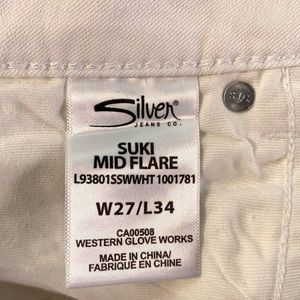 Silver®
JEANS CO.
SUKI
MID FLARE
L93801SSWWHT 1001781
W27/L34
CA00508
WESTERN GLOVE WORKS
MADE IN CHINA/
FABRIQUÉ EN CHINE